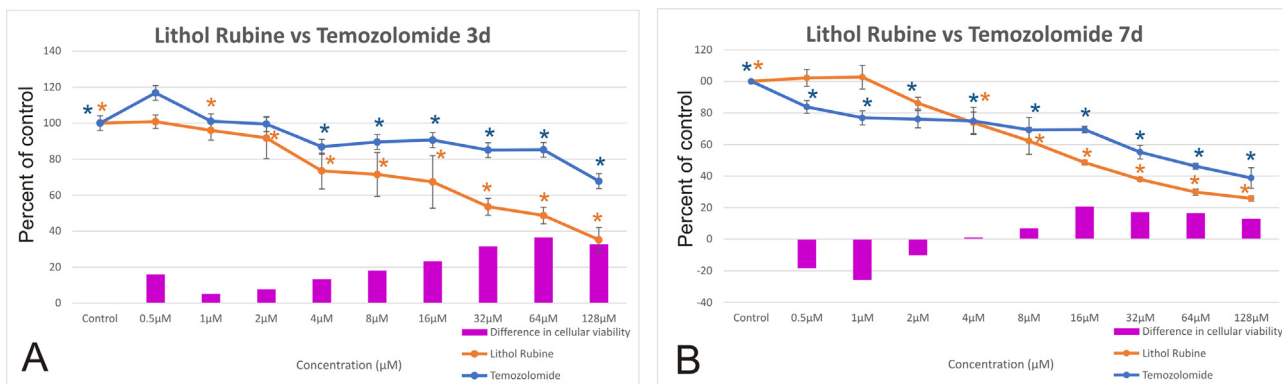 Lithol Rubine vs Temozolomide 3d
Percent of control
140
120
100
80
60
40
20
0
* * * * * * * * *
* * * * * * *
Control 0.5µM 1µM 2µM 4µM 8µM 16µM 32µM 64µM 128µM
Difference in cellular viability
Lithol Rubine
Temozolomide
Concentration (µM)
A
Lithol Rubine vs Temozolomide 7d
Percent of control
120
00
80
60
40
20
0
-20
-40
* * * * * * * * * * *
* * * * *
Control 0.5µM 1µM 2µM 4µM 8µM 16µM 32µM 64µM 128µM
Difference in cellular viability
Lithol Rubine
Temozolomide
Concentration (µM)
B